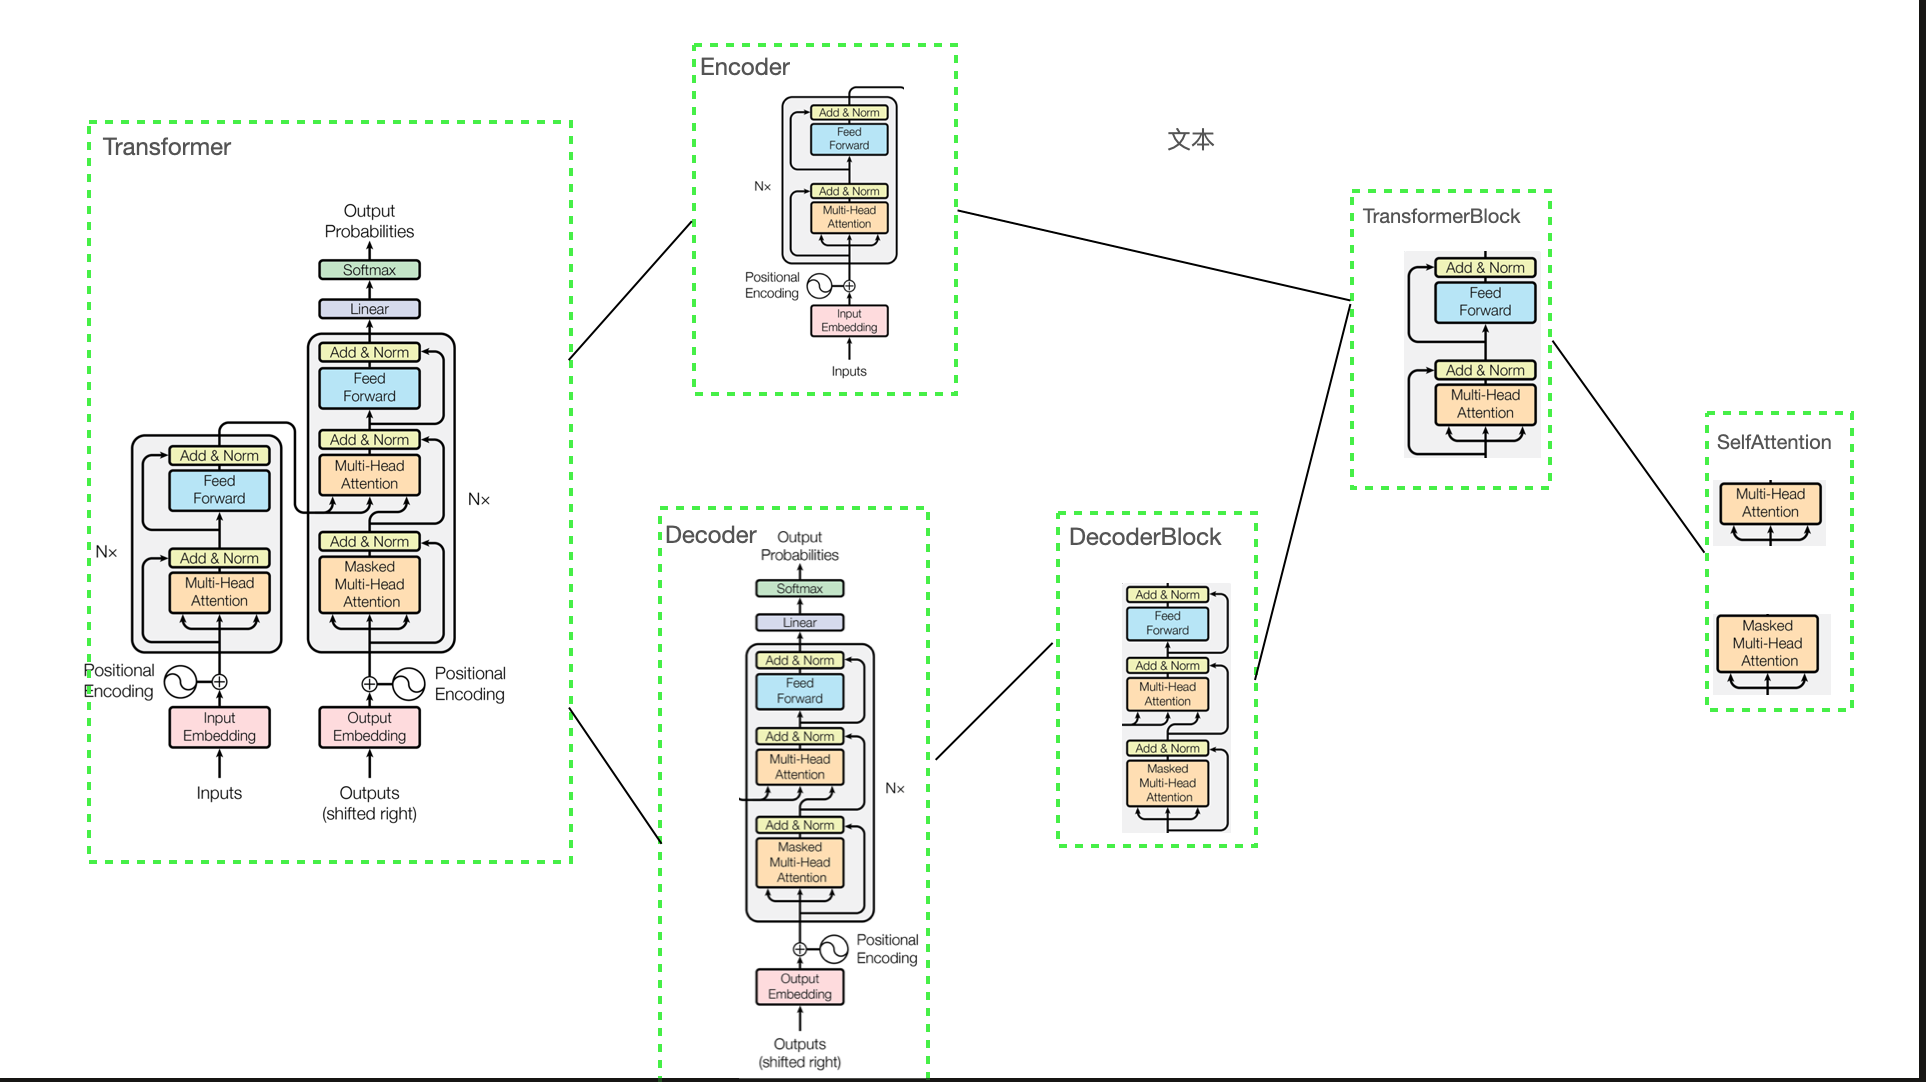 Transformer
Output
Probabilities
Softmax
Linear
Add & Norm
Feed
Forward
Add & Norm
Multi-Head
Attention
Nx
Add & Norm
Masked
Multi-Head
Attention
Add & Norm
Feed
Forward
Nx
Add & Norm
Multi-Head
Attention
Positional
Encoding
Positional
Encoding
Input
Embedding
Output
Embedding
Inputs
Outputs
(shifted right)
Encoder
Add & Norm
Feed
Forward
Nx
Add & Norm
Multi-Head
Attention
Positional
Encoding
Input
Embedding
Inputs
Decoder
Output
Probabilities
Softmax
Linear
Add & Norm
Feed
Forward
Add & Norm
Multi-Head
Attention
Nx
Add & Norm
Masked
Multi-Head
Attention
Positional
Encoding
Output
Embedding
Outputs
(shifted right)
文本
DecoderBlock
Add & Norm
Feed
Forward
Add & Norm
Multi-Head
Attention
Add & Norm
Masked
Multi-Head
Attention
TransformerBlock
Add & Norm
Feed
Forward
Add & Norm
Multi-Head
Attention
SelfAttention
Multi-Head
Attention
Masked
Multi-Head
Attention